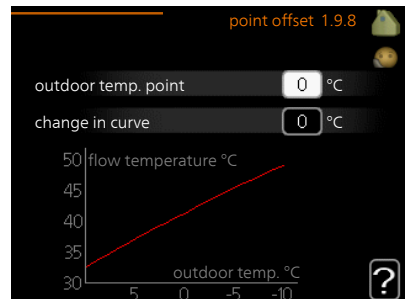 point offset 1.9.8
outdoor temp. point 0 °C
change in curve 0 °C
50 flow temperature °C
45
40
35
30
outdoor temp. °C
5 0 -5 -10
?